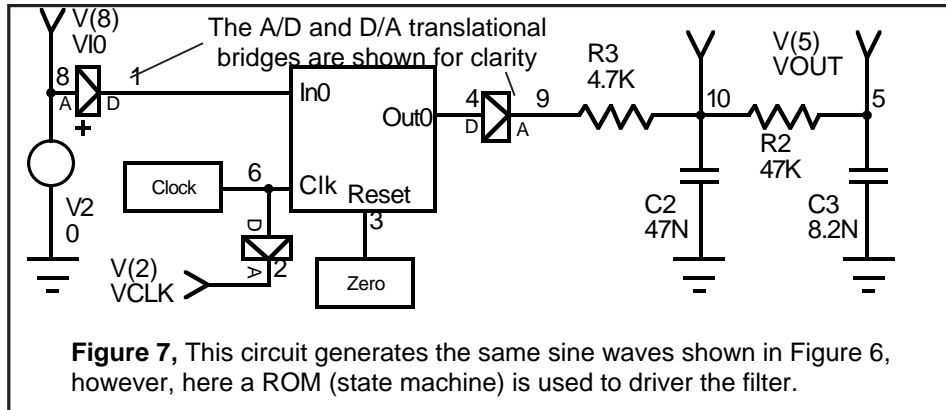 V(8)
VI0
The A/D and D/A translational
bridges are shown for clarity
8
A
D
1
+
In0
Out0
Clk
Reset
3
4
D
A
9
R3
4.7K
10
V(5)
VOUT
5
R2
47K
C2
47N
C3
8.2N
V2
0
Clock
6
D
A
2
V(2)
VCLK
Zero
Figure 7, This circuit generates the same sine waves shown in Figure 6,
however, here a ROM (state machine) is used to driver the filter.